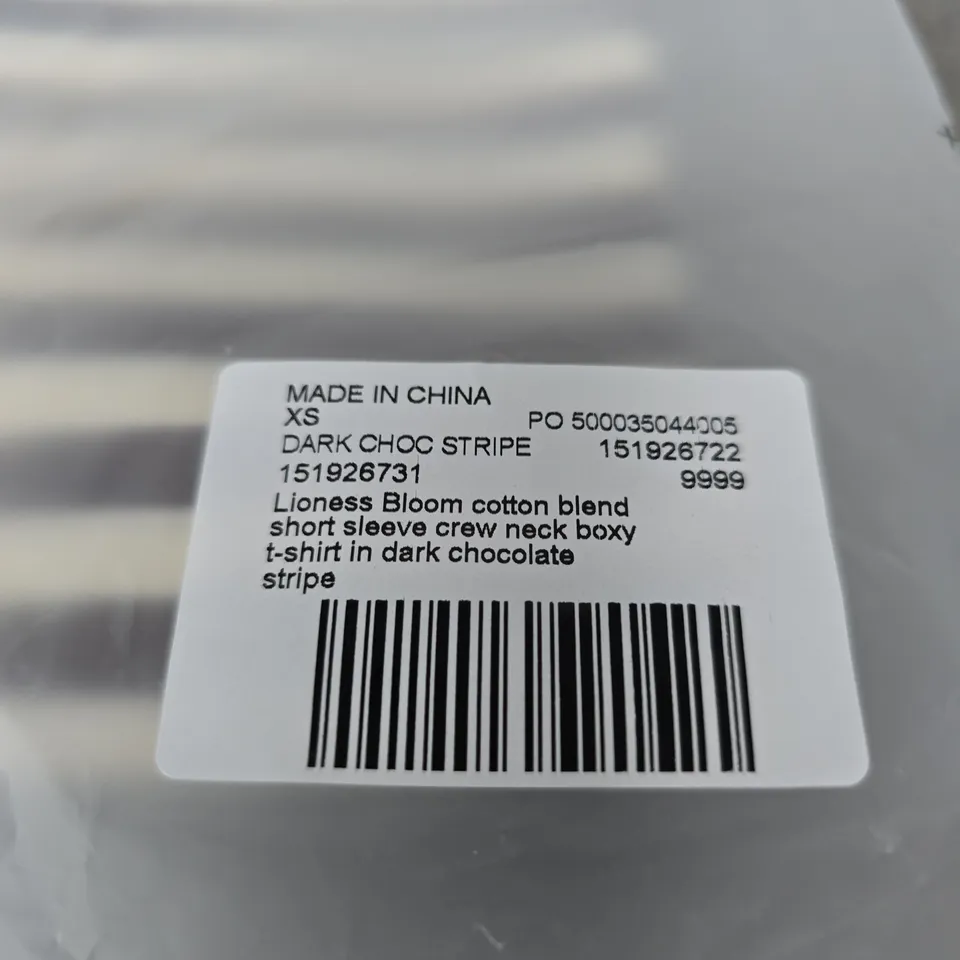 MADE IN CHINA
XS PO 500035044005
DARK CHOC STRIPE 151926722
151926731 9999
Lioness Bloom cotton blend
short sleeve crew neck boxy
t-shirt in dark chocolate
stripe